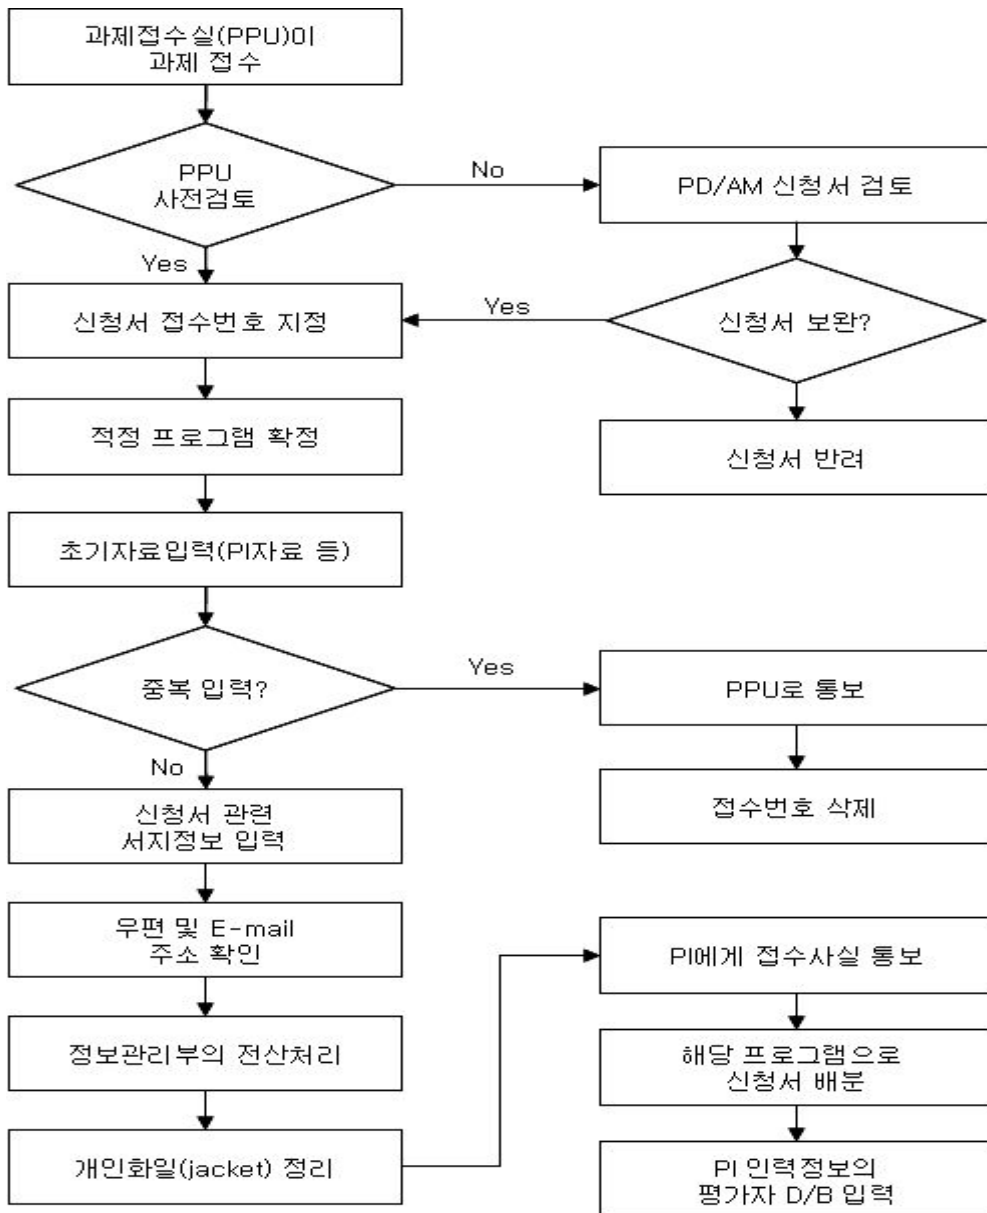 과제접수실(PPU)이
과제 접수
PPU
사전검토
No
PD/AM 신청서 검토
Yes
신청서 접수번호 지정
Yes
신청서 보완?
적정 프로그램 확정
신청서 반려
초기자료입력(PI자료 등)
중복 입력?
Yes
PPU로 통보
No
접수번호 삭제
신청서 관련
서지정보 입력
우편 및 E-mail
주소 확인
PI에게 접수사실 통보
정보관리부의 전산처리
해당 프로그램으로
신청서 배분
개인화일(jacket) 정리
PI 인력정보의
평가자 D/B 입력